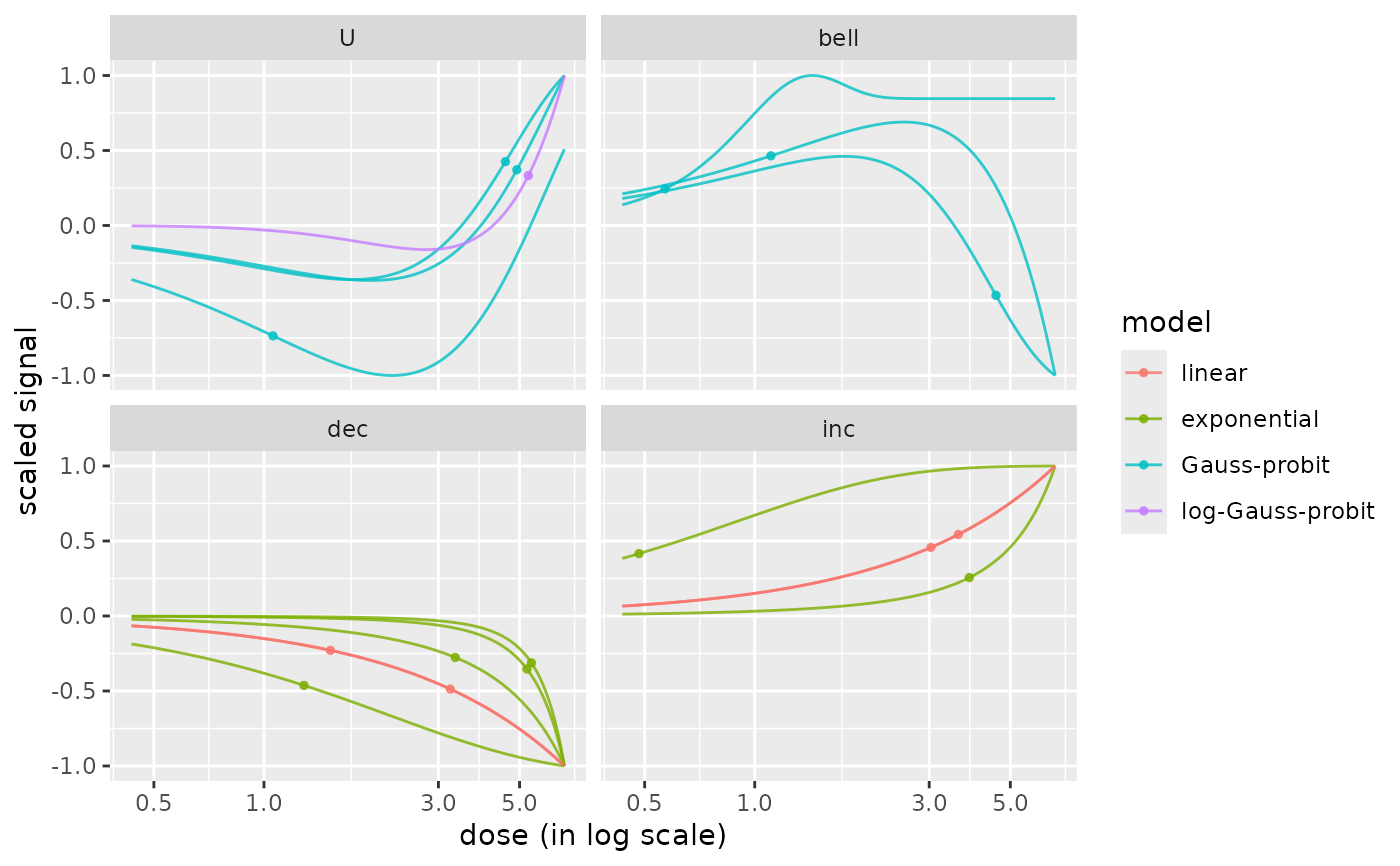 U
bell
1.0
0.5
0.0
-0.5
-1.0
dec
inc
1.0
0.5
0.0
-0.5
-1.0
0.5 1.0 3.0 5.0
0.5 1.0 3.0 5.0
dose (in log scale)
scaled signal
model
linear
exponential
Gauss-probit
log-Gauss-probit